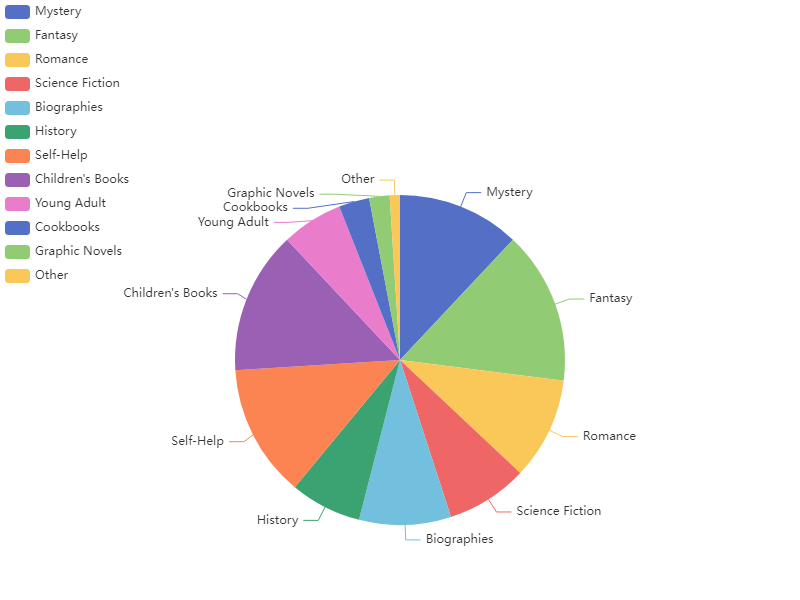 Mystery
Fantasy
Romance
Science Fiction
Biographies
History
Self-Help
Children's Books
Young Adult
Cookbooks
Graphic Novels
Other
Other
Graphic Novels
Mystery
Cookbooks
Young Adult
Children's Books
Fantasy
Romance
Self-Help
Science Fiction
History
Biographies